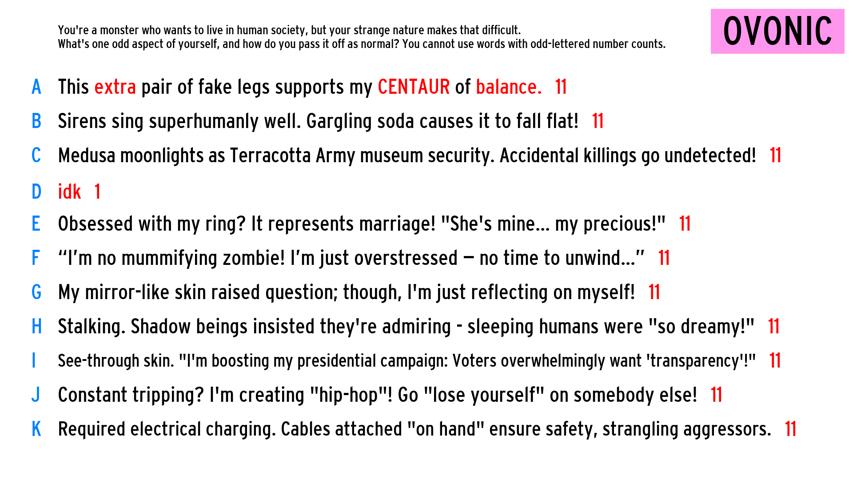 You're a monster who wants to live in human society, but your strange nature makes that difficult.
What's one odd aspect of yourself, and how do you pass it off as normal? You cannot use words with odd-lettered number counts.
OVONIC
A This extra pair of fake legs supports my CENTAUR of balance. 11
B Sirens sing superhumanly well. Gargling soda causes it to fall flat! 11
C Medusa moonlights as Terracotta Army museum security. Accidental killings go undetected! 11
D idk 1
E Obsessed with my ring? It represents marriage! "She's mine... my precious!" 11
F “I’m no mummifying zombie! I’m just overstressed – no time to unwind...” 11
G My mirror-like skin raised question; though, I'm just reflecting on myself! 11
H Stalking. Shadow beings insisted they're admiring - sleeping humans were "so dreamy!" 11
I See-through skin. "I'm boosting my presidential campaign: Voters overwhelmingly want 'transparency'!" 11
J Constant tripping? I'm creating "hip-hop"! Go "lose yourself" on somebody else! 11
K Required electrical charging. Cables attached "on hand" ensure safety, strangling aggressors. 11